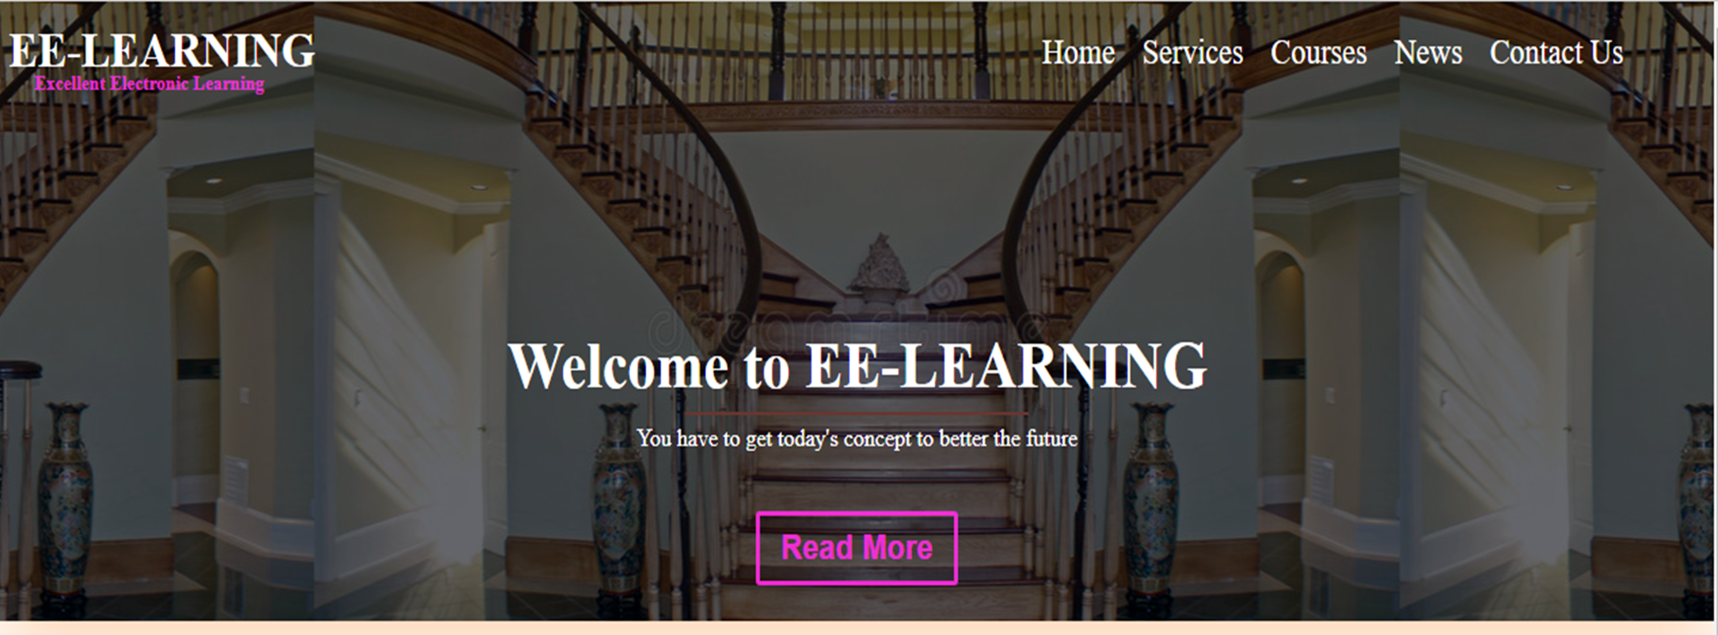 EE-LEARNING
Excellent Electronic Learning
Home Services Courses News Contact Us
dreamstime
Welcome to EE-LEARNING
You have to get today's concept to better the future
Read More